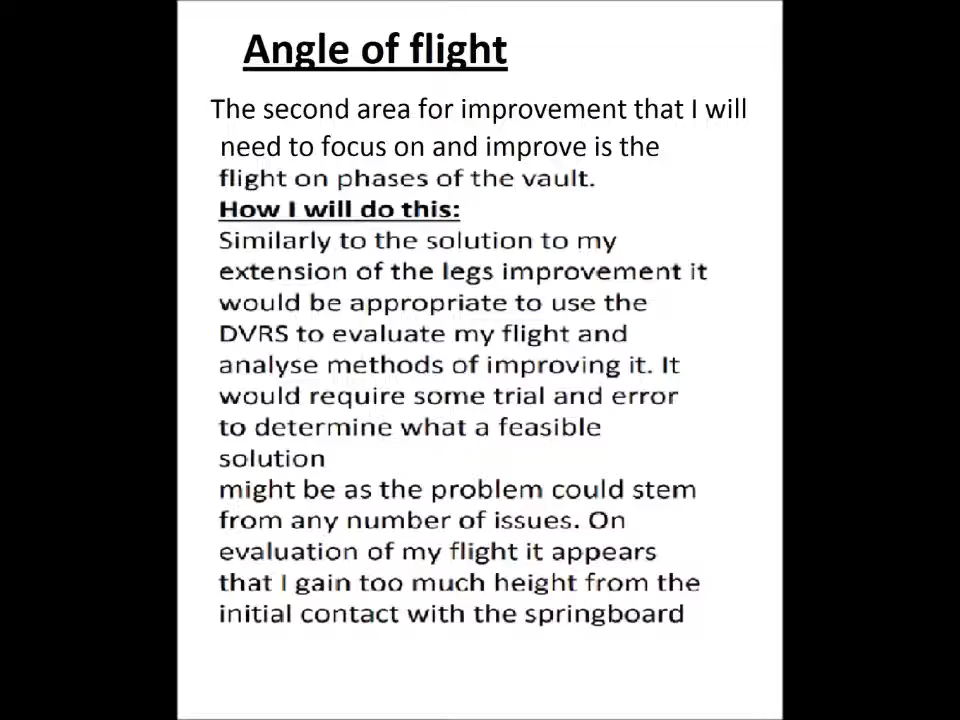 Angle of flight
The second area for improvement that I will
need to focus on and improve is the
flight on phases of the vault.
How I will do this:
Similarly to the solution to my
extension of the legs improvement it
would be appropriate to use the
DVRS to evaluate my flight and
analyse methods of improving it. It
would require some trial and error
to determine what a feasible
solution
might be as the problem could stem
from any number of issues. On
evaluation of my flight it appears
that I gain too much height from the
initial contact with the springboard